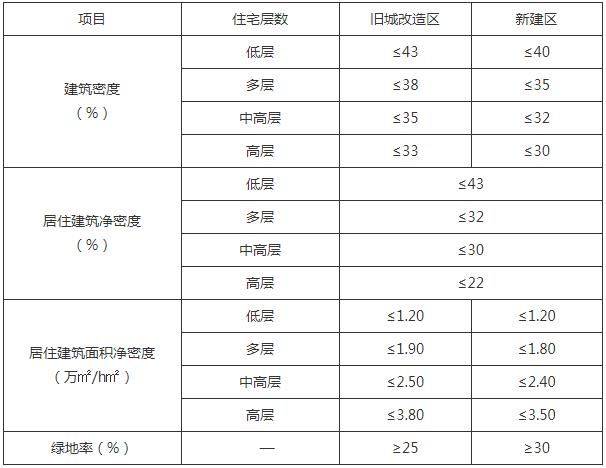 项目 住宅层数 旧城改造区 新建区
建筑密度（%） 低层 ≤43 ≤40
多层 ≤38 ≤35
中高层 ≤35 ≤32
高层 ≤33 ≤30
居住建筑净密度（%） 低层 ≤43
多层 ≤32
中高层 ≤30
高层 ≤22
居住建筑面积净密度（万㎡/h㎡） 低层 ≤1.20 ≤1.20
多层 ≤1.90 ≤1.80
中高层 ≤2.50 ≤2.40
高层 ≤3.80 ≤3.50
绿地率(%) — ≥25 ≥30